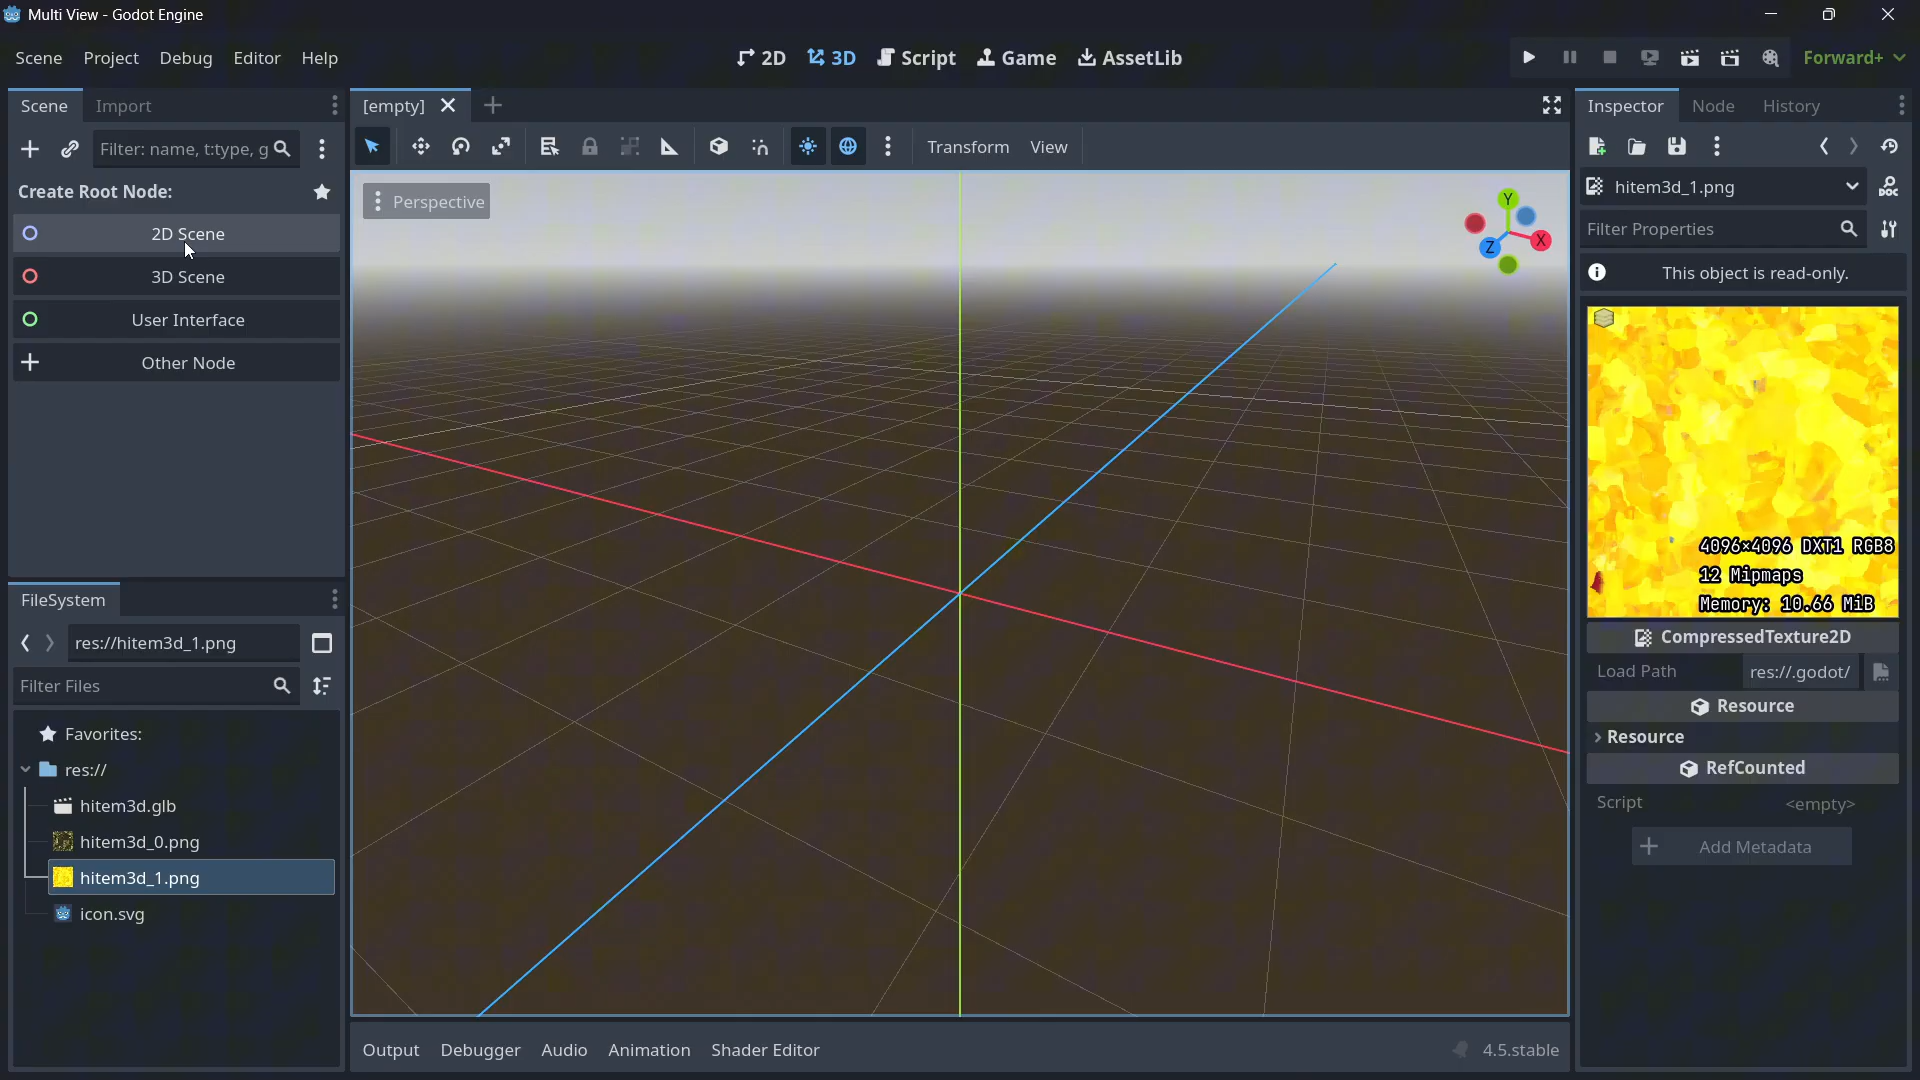 Multi View - Godot Engine
Scene Project Debug Editor Help
2D 3D Script Game AssetLib
Forward+
Scene Import
Filter: name, t:type, g
Create Root Node:
2D Scene
3D Scene
User Interface
Other Node
FileSystem
res://hitem3d_1.png
Filter Files
Favorites:
res://
hitem3d.glb
hitem3d_0.png
hitem3d_1.png
icon.svg
[empty]
Transform View
Perspective
Y
X
Z
Output Debugger Audio Animation Shader Editor
4.5.stable
Inspector Node History
hitem3d_1.png
DOC
Filter Properties
This object is read-only.
4096×4096 DXT1 RGB8
12 Mipmaps
Memory: 10.66 MiB
CompressedTexture2D
Load Path res://.godot/
Resource
Resource
RefCounted
Script <empty>
Add Metadata